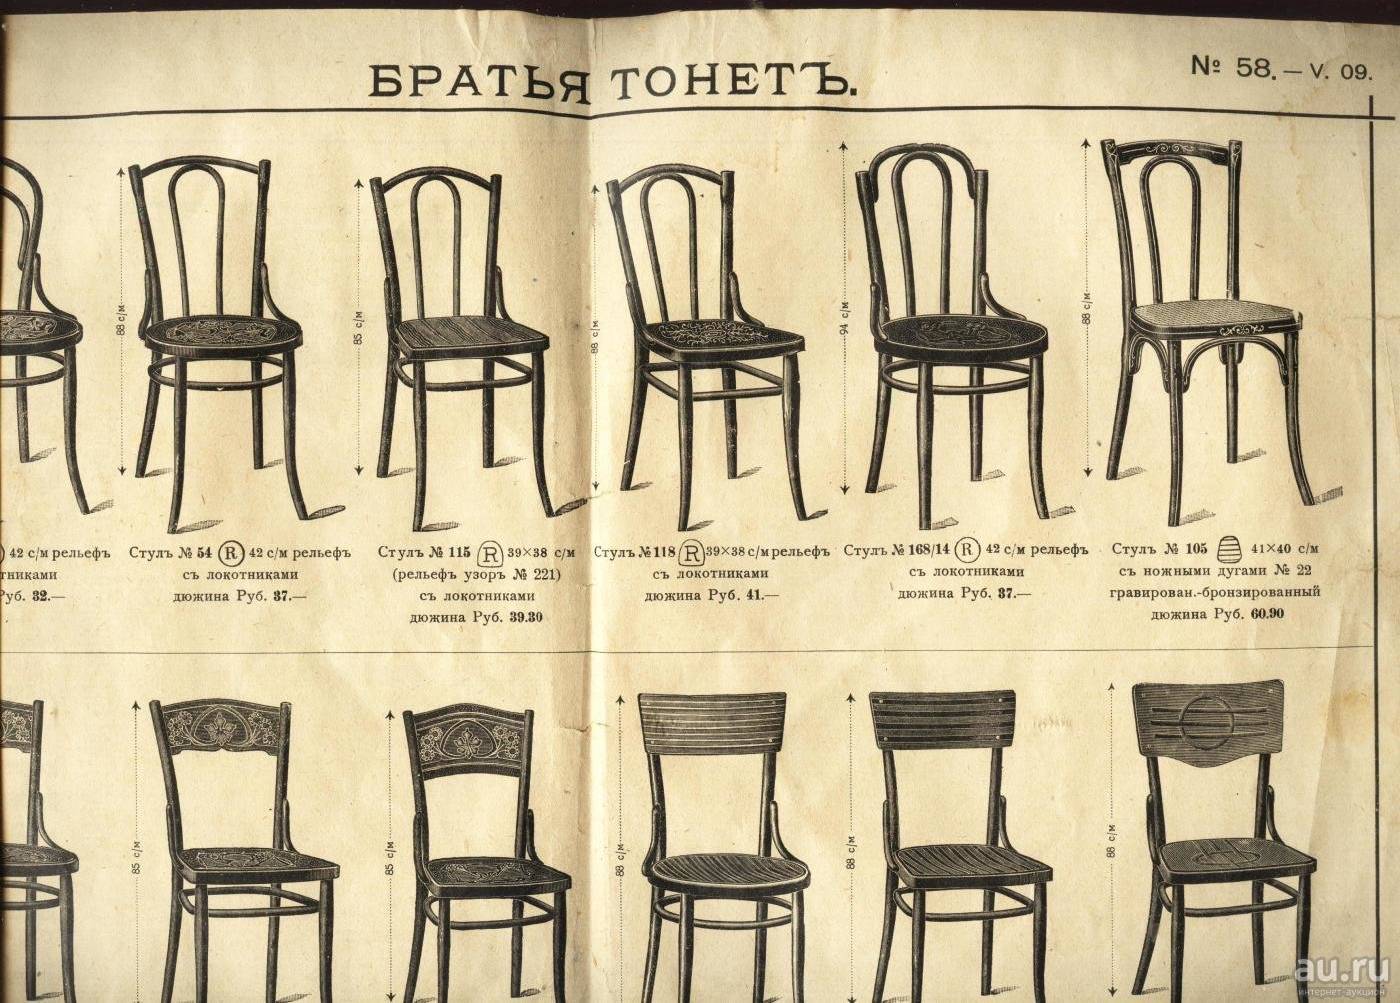 БРАТЬЯ ТОНЕТЪ.
№ 58. — V. 09.
88 с/м
85 с/м
88 с/м
94 с/м
88 с/м
42 с/м рельефъ
32.—
Стулъ № 54 R 42 с/м рельефъ
съ локотниками
дюжина Руб. 37.—
Стулъ № 115 R 39×38 с/м
(рельефъ узоръ № 221)
съ локотниками
дюжина Руб. 39.30
Стулъ № 118 R 39×38 с/м рельефъ
съ локотниками
дюжина Руб. 41.—
Стулъ № 168/14 R 42 с/м рельефъ
съ локотниками
дюжина Руб. 37.—
Стулъ № 105 41×40 с/м
съ ножными дугами № 22
гравирован.-бронзированный
дюжина Руб. 60.90
85 с/м
85 с/м
88 с/м
88 с/м
88 с/м
au.ru
интернет-аукцион